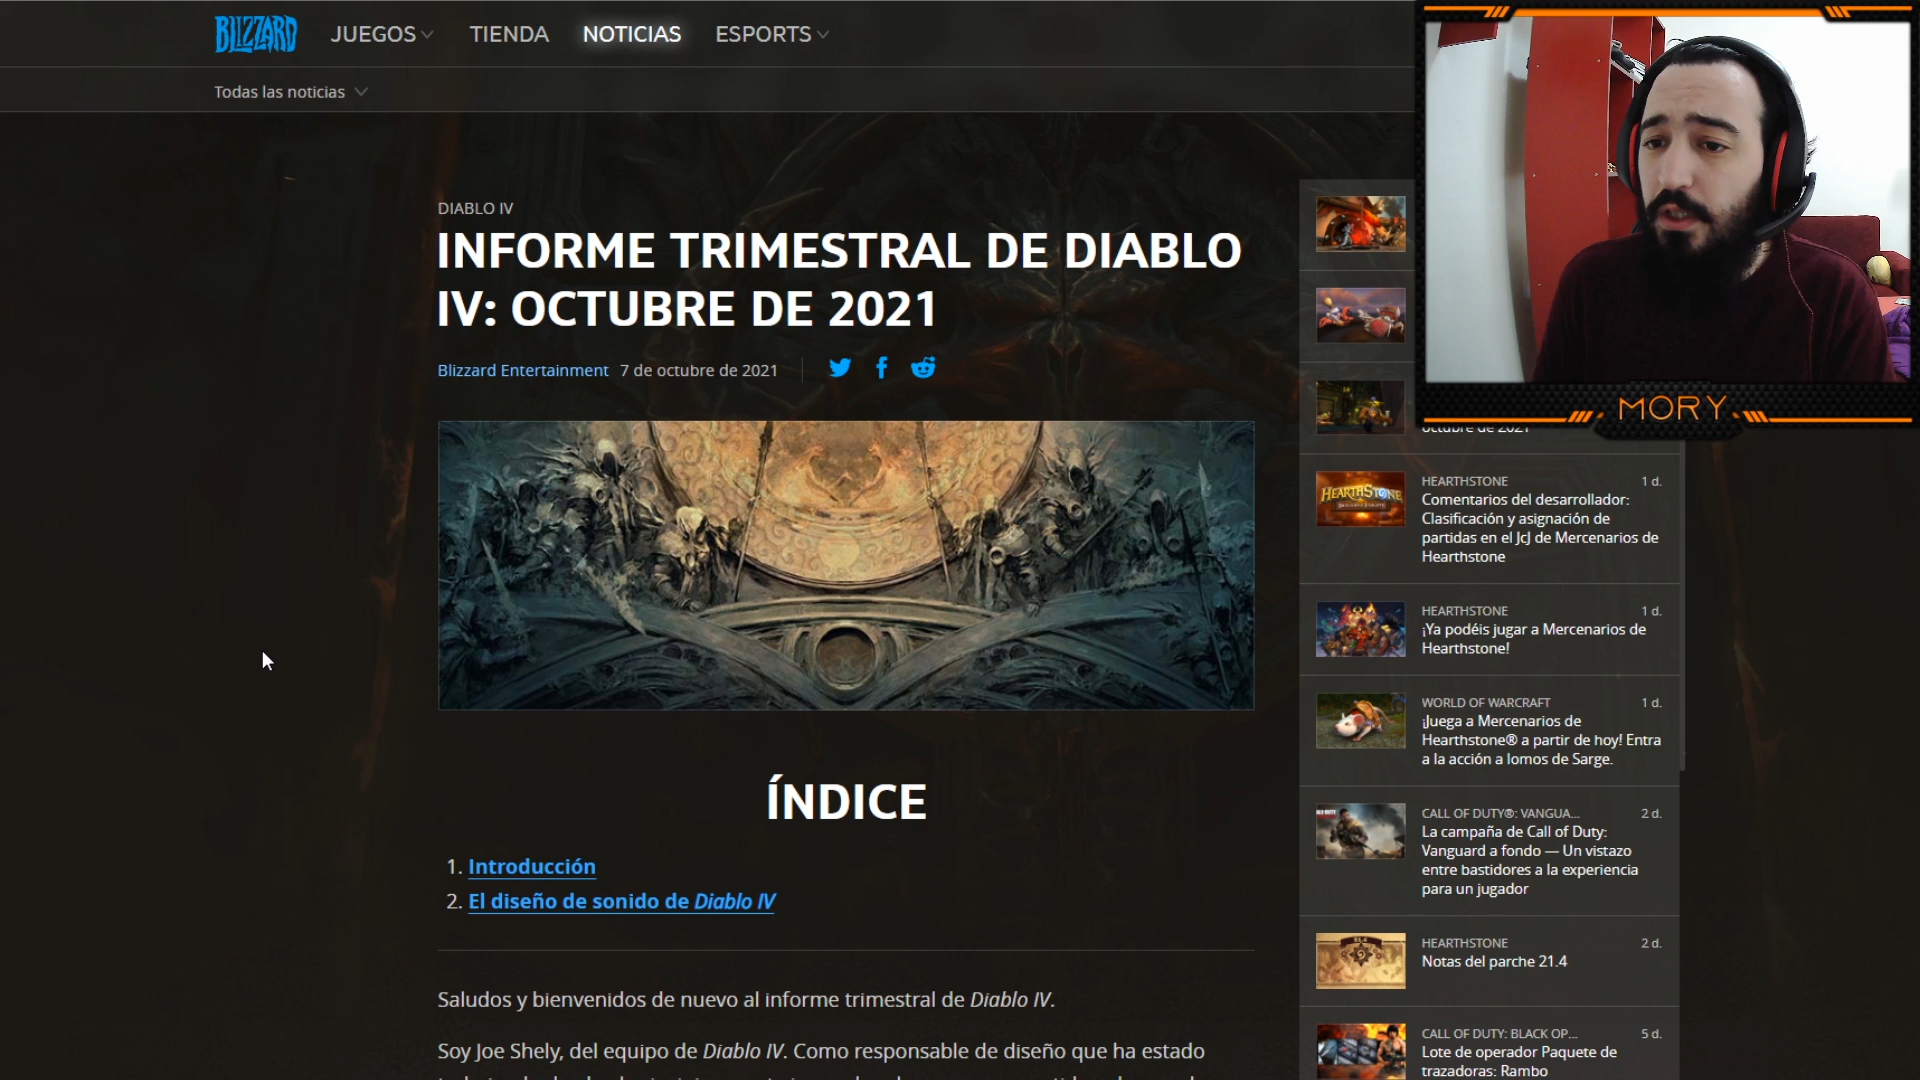 BLIZZARD
JUEGOS
TIENDA
NOTICIAS
ESPORTS
Todas las noticias
DIABLO IV
INFORME TRIMESTRAL DE DIABLO
IV: OCTUBRE DE 2021
Blizzard Entertainment 7 de octubre de 2021
ÍNDICE
1. Introducción
2. El diseño de sonido de Diablo IV
Saludos y bienvenidos de nuevo al informe trimestral de Diablo IV.
Soy Joe Shely, del equipo de Diablo IV. Como responsable de diseño que ha estado
MORY
octubre de 2021
HEARTHSTONE
HEARTHSTONE 1 d.
Comentarios del desarrollador:
Clasificación y asignación de
partidas en el JcJ de Mercenarios de
Hearthstone
HEARTHSTONE 1 d.
¡Ya podéis jugar a Mercenarios de
Hearthstone!
WORLD OF WARCRAFT 1 d.
¡Juega a Mercenarios de
Hearthstone® a partir de hoy! Entra
a la acción a lomos de Sarge.
CALL OF DUTY®: VANGUA... 2 d.
La campaña de Call of Duty:
Vanguard a fondo — Un vistazo
entre bastidores a la experiencia
para un jugador
HEARTHSTONE 2 d.
Notas del parche 21.4
CALL OF DUTY: BLACK OP... 5 d.
Lote de operador Paquete de
trazadoras: Rambo